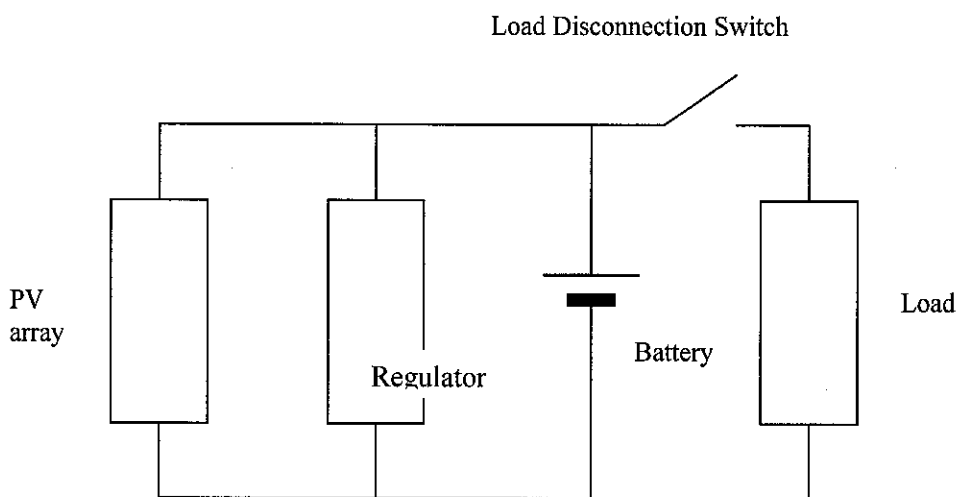 Load Disconnection Switch
PV
array
Regulator
Battery
Load